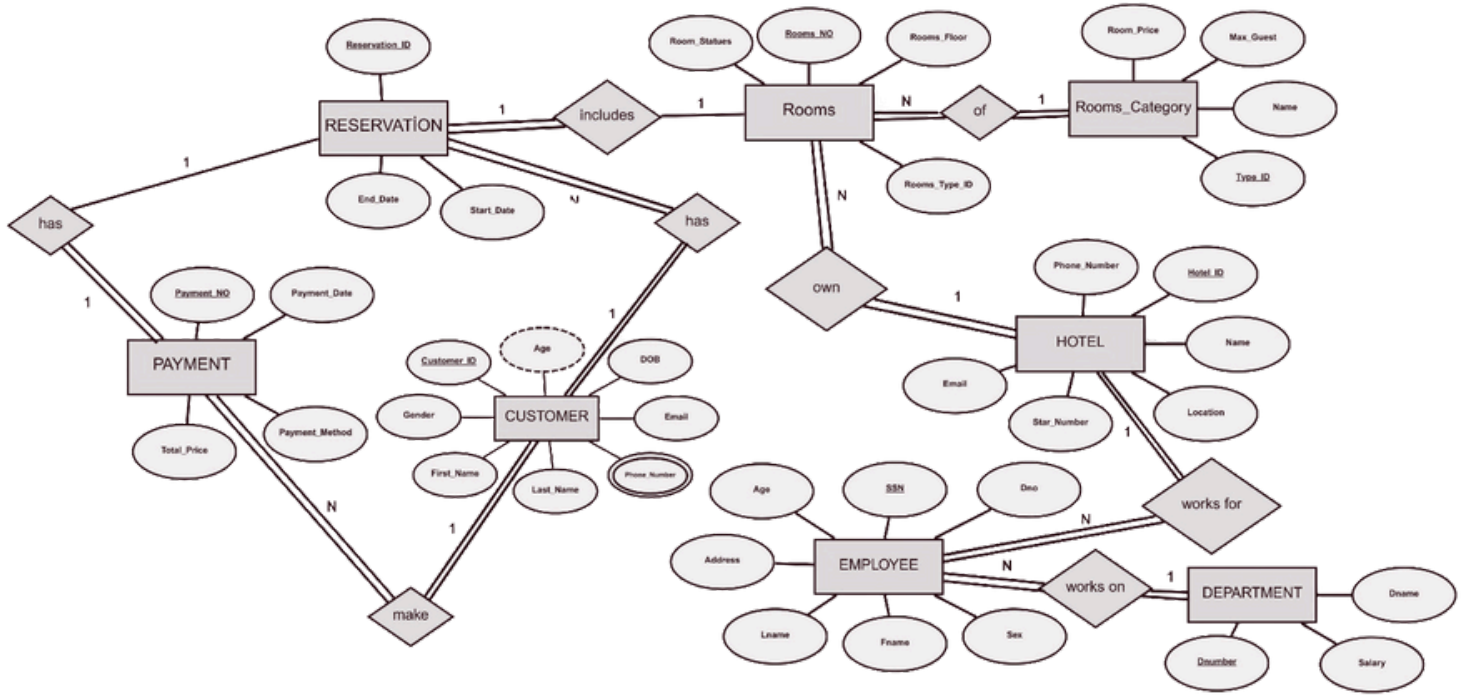 Reservation_ID
RESERVATİON
End_Date
Start_Date
1
includes
1
Room_Statues
Rooms_NO
Rooms_Floor
Rooms
Rooms_Type_ID
N
of
1
Room_Price
Max_Guest
Rooms_Category
Name
Type_ID
1
has
1
N
has
1
N
own
1
Payment_NO
Payment_Date
PAYMENT
Total_Price
Payment_Method
N
make
1
Customer_ID
Age
DOB
Gender
CUSTOMER
Email
First_Name
Last_Name
Phone_Number
Phone_Number
Hotel_ID
HOTEL
Name
Email
Star_Number
Location
1
works for
N
Age
SSN
Dno
Address
EMPLOYEE
Lname
Fname
Sex
N
works on
1
DEPARTMENT
Dname
Dnumber
Salary